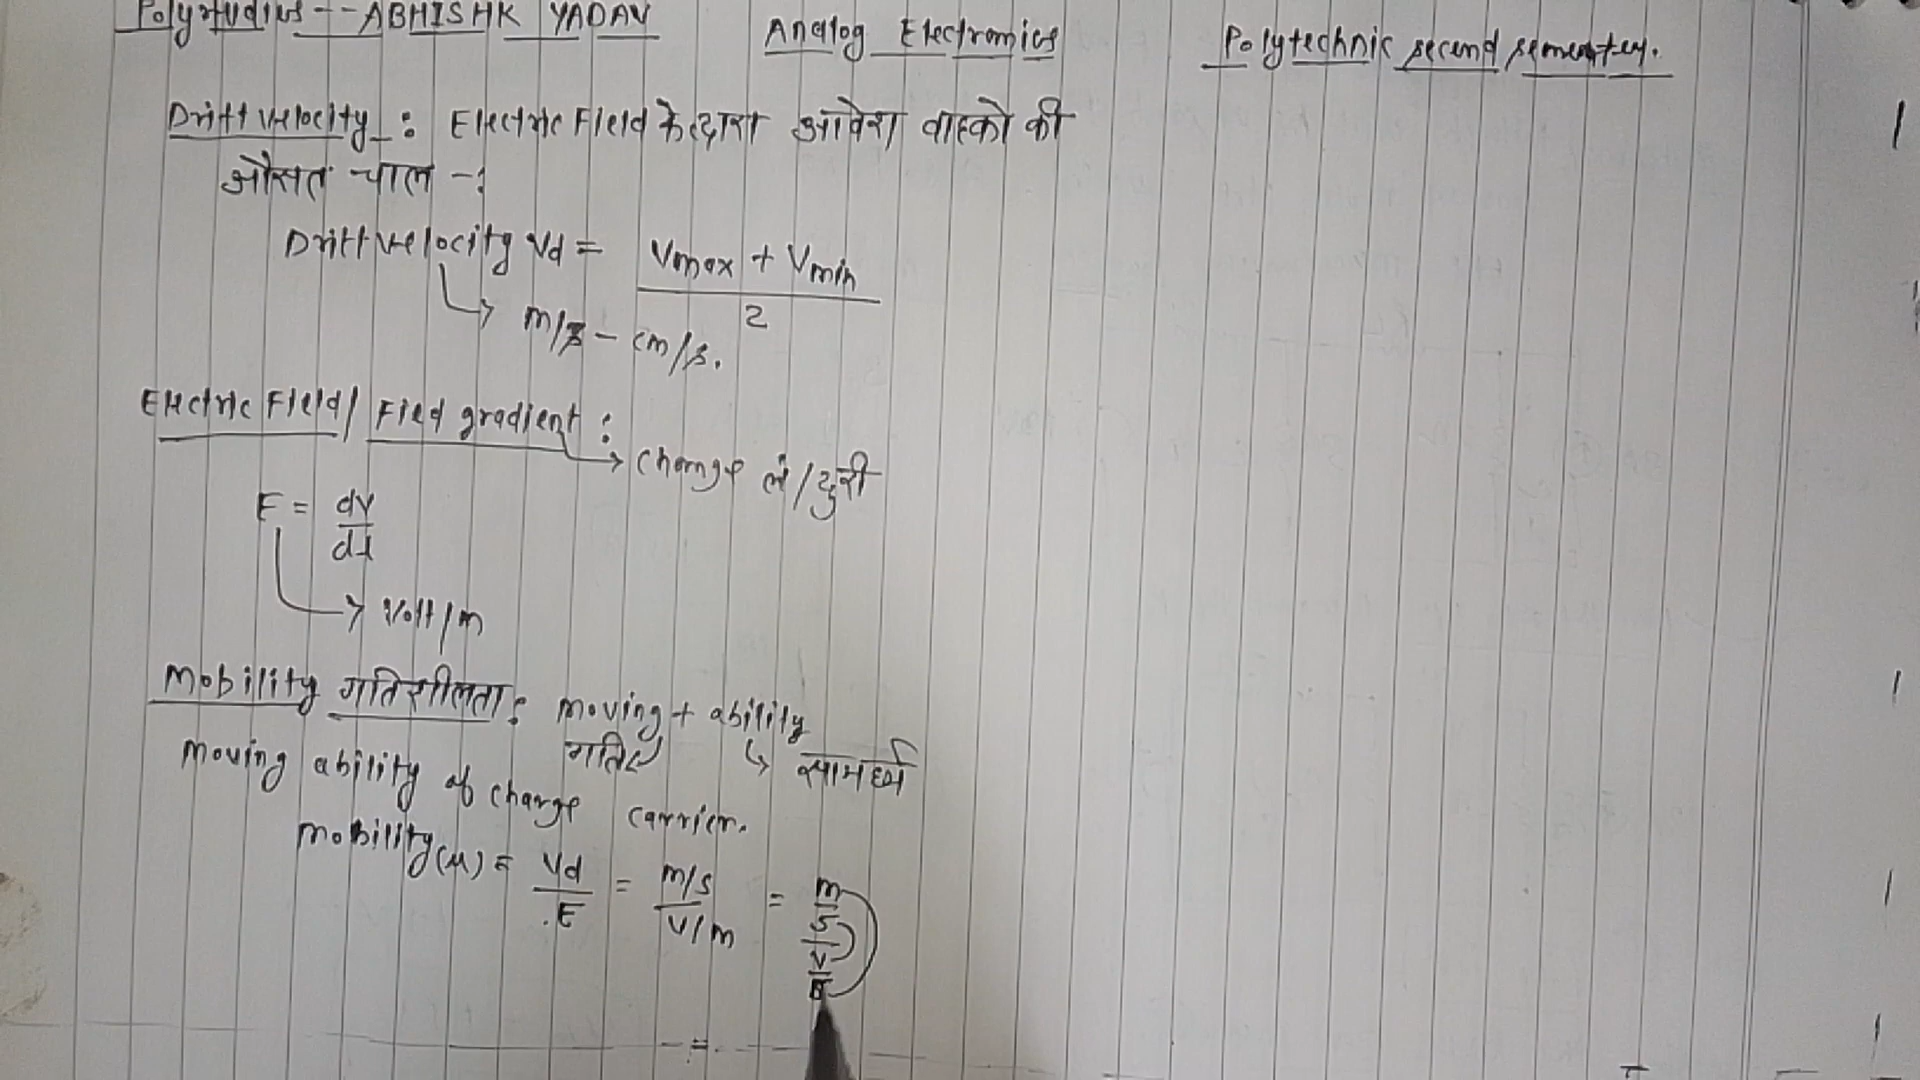 Polystudius -- ABHISHK YADAV
Analog Electronics
Polytechnic second semester.
Drift velocity : Electric Field के द्वारा आवेश वाहको की
औसत चाल -:
Drift velocity Vd = Vmax + Vmin
2
m/s - cm/s.
Electric Field / Field gradient :
change में / दुरी
E = dv
dt
volt/m
Mobility गतिशीलता : moving + ability
गति सामर्थ्य
moving ability of charge carrier.
mobility (μ) = Vd = m/s = m
E V/m s
V
m
=